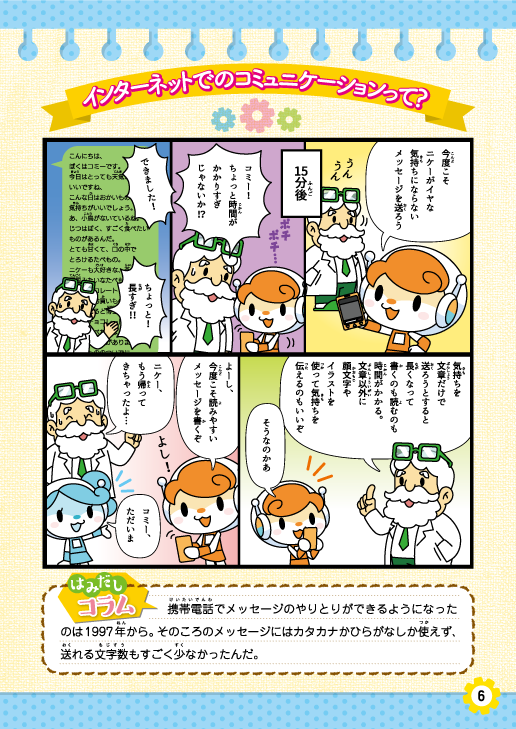 インターネットでのコミュニケーションって？
今度こそ
ニケーがイヤな
気持ちにならない
メッセージを送ろう
うん
うん
15分後
ポチ
ポチ…
コミー！
ちょっと時間が
かかりすぎ
じゃないか!?
できました！
ちょっと！
長すぎ!!
こんにちは、
ぼくはコミーです。
今日はとっても天気
いいですね。
こんな日はおかいもの
気持ちがいいでしょう。
あ、小鳥がないているね
じつはぼく、すごく食べたい
ものがあるんだ。
とても甘くて、口の中で
とろけるたべもの。
ニケーも大好きな
気持ちを
文章だけで
送ろうとすると
長くなって
書くのも読むのも
時間がかかる。
文章以外に
イラストを
顔文字や
使って気持ちを
伝えるのもいいぞ
そうなのかあ
よーし、
今度こそ読みやすい
メッセージを書くぞ
よし！
ニケー、
もう帰って
きちゃったよ…
コミー、
ただいま
はみだし
コラム
携帯電話でメッセージのやりとりができるようになった
のは1997年から。そのころのメッセージにはカタカナかひらがなしか使えず、
送れる文字数もすごく少なかったんだ。
6